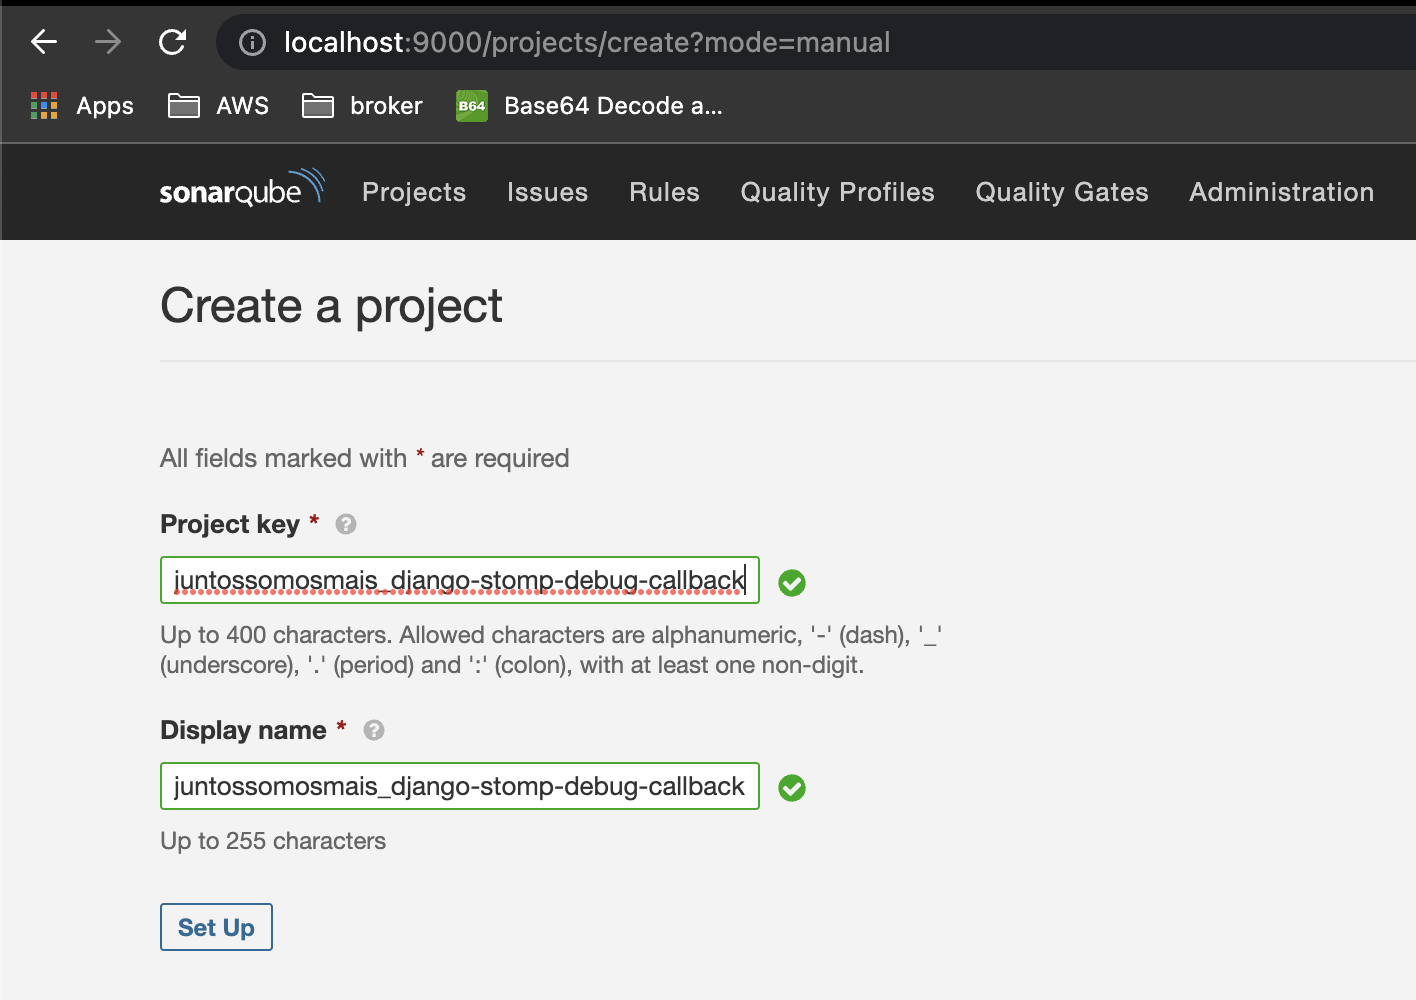 localhost:9000/projects/create?mode=manual
Apps AWS broker B64 Base64 Decode a...
sonarqube Projects Issues Rules Quality Profiles Quality Gates Administration
Create a project
All fields marked with * are required
Project key * ?
juntossomosmais_django-stomp-debug-callback
Up to 400 characters. Allowed characters are alphanumeric, '-' (dash), '_'
(underscore), '.' (period) and ':' (colon), with at least one non-digit.
Display name * ?
juntossomosmais_django-stomp-debug-callback
Up to 255 characters
Set Up